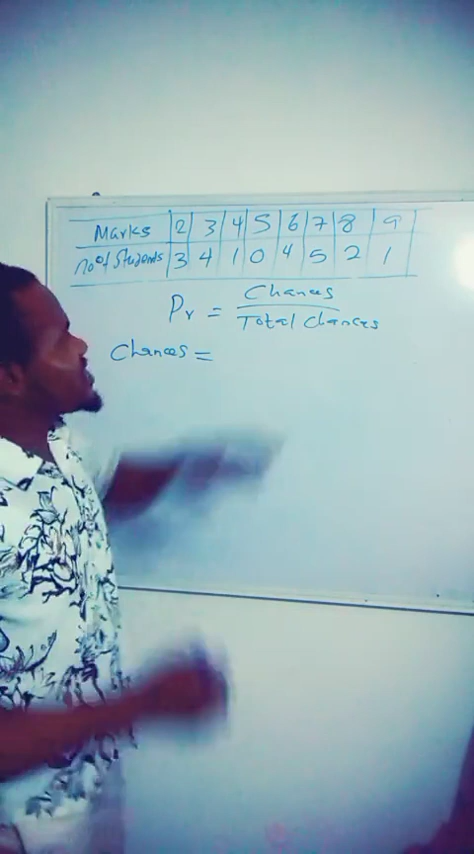 Marks 2 3 4 5 6 7 8 9
no of Students 3 4 1 0 4 5 2 1
Pr = Chances / Total Chances
Chances =